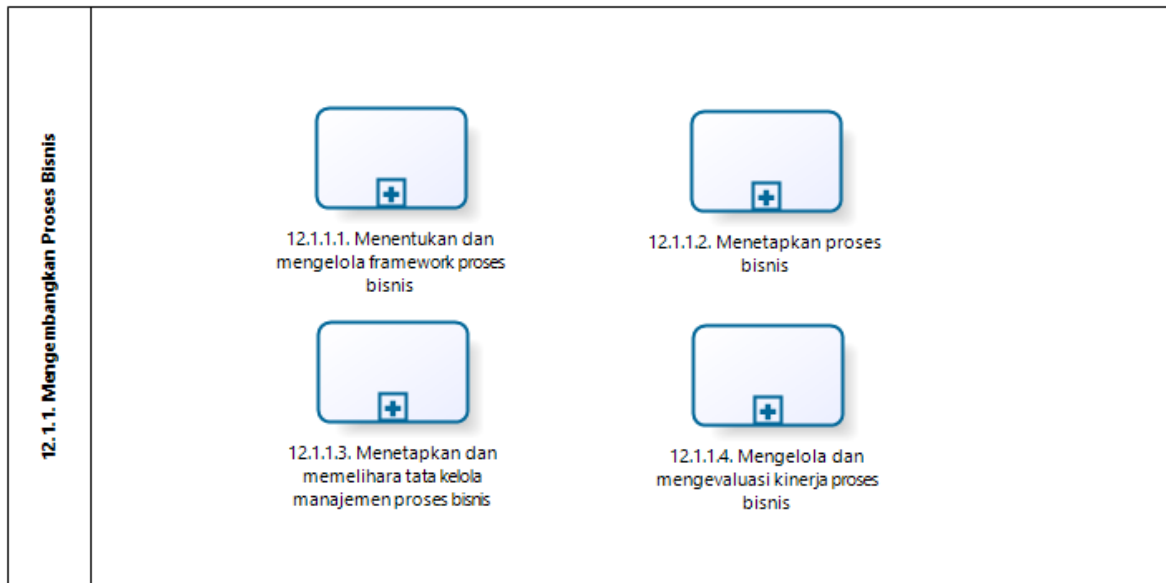 12.1.1. Mengembangkan Proses Bisnis
12.1.1.1. Menentukan dan
mengelola framework proses
bisnis
12.1.1.2. Menetapkan proses
bisnis
12.1.1.3. Menetapkan dan
memelihara tata kelola
manajemen proses bisnis
12.1.1.4. Mengelola dan
mengevaluasi kinerja proses
bisnis